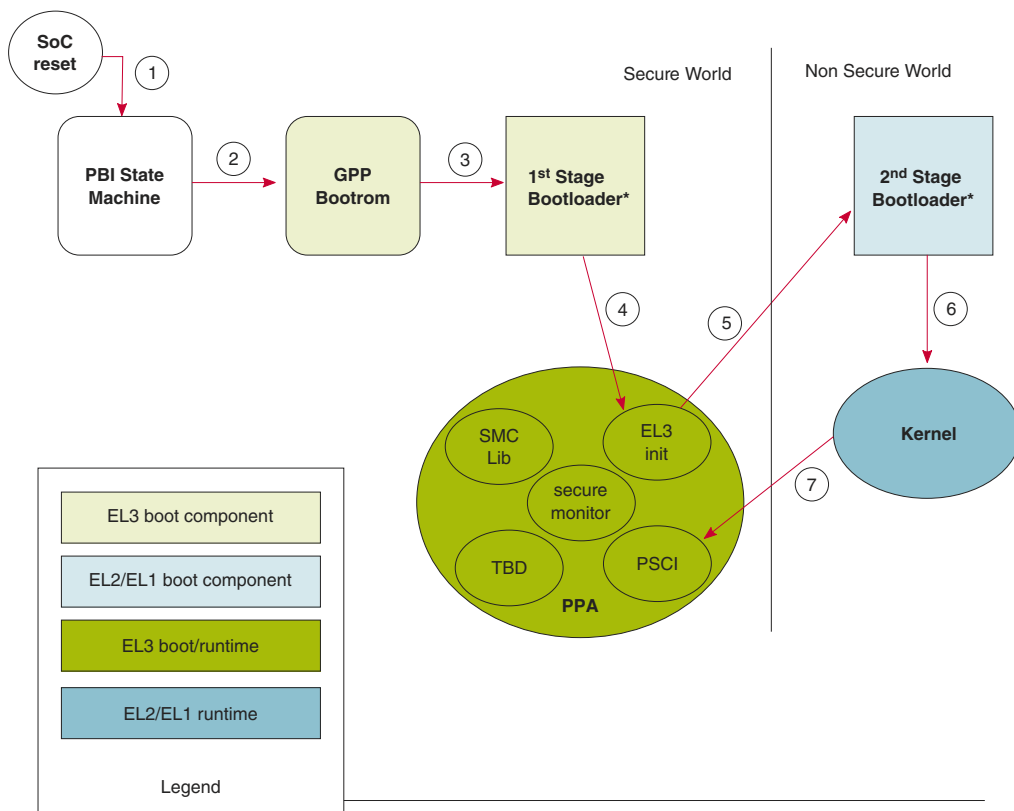 SoC
reset
1
Secure World
Non Secure World
PBI State
Machine
2
GPP
Bootrom
3
1st Stage
Bootloader*
2nd Stage
Bootloader*
4
5
6
SMC
Lib
EL3
init
secure
monitor
TBD
PSCI
PPA
Kernel
7
EL3 boot component
EL2/EL1 boot component
EL3 boot/runtime
EL2/EL1 runtime
Legend